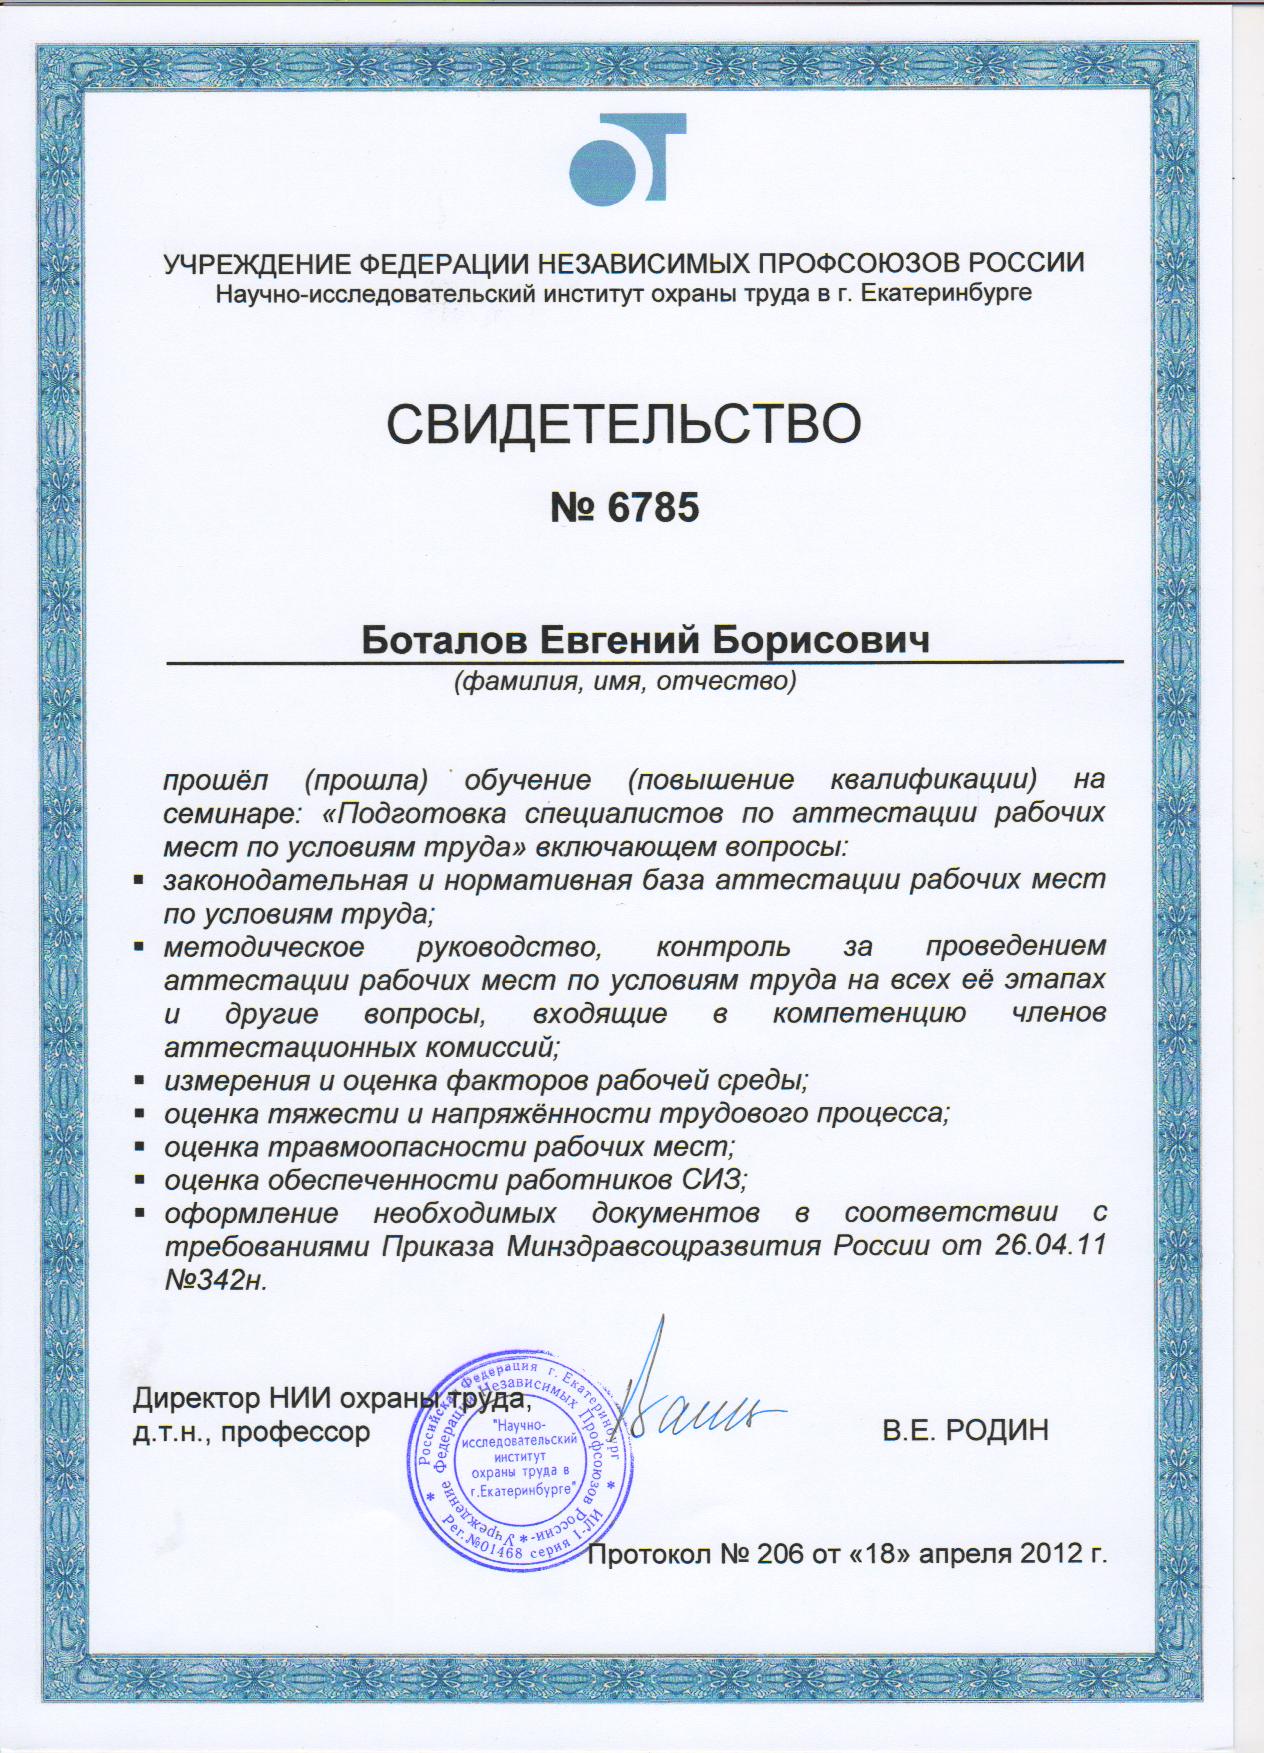 ОТ
УЧРЕЖДЕНИЕ ФЕДЕРАЦИИ НЕЗАВИСИМЫХ ПРОФСОЮЗОВ РОССИИ
Научно-исследовательский институт охраны труда в г. Екатеринбурге
СВИДЕТЕЛЬСТВО
№ 6785
Боталов Евгений Борисович
(фамилия, имя, отчество)
прошёл (прошла) обучение (повышение квалификации) на
семинаре: «Подготовка специалистов по аттестации рабочих
мест по условиям труда» включающем вопросы:
▪ законодательная и нормативная база аттестации рабочих мест
по условиям труда;
▪ методическое руководство, контроль за проведением
аттестации рабочих мест по условиям труда на всех её этапах
и другие вопросы, входящие в компетенцию членов
аттестационных комиссий;
▪ измерения и оценка факторов рабочей среды;
▪ оценка тяжести и напряжённости трудового процесса;
▪ оценка травмоопасности рабочих мест;
▪ оценка обеспеченности работников СИЗ;
▪ оформление необходимых документов в соответствии с
требованиями Приказа Минздравсоцразвития России от 26.04.11
№342н.
Директор НИИ охраны труда,
д.т.н., профессор
В.Е. РОДИН
Российская Федерация г. Екатеринбург
* Рег.№01468 серия 1-ЛИ *
Учреждение Федерации Независимых Профсоюзов России-*
"Научно-
исследовательский
институт
охраны труда в
г.Екатеринбурге"
Протокол № 206 от «18» апреля 2012 г.